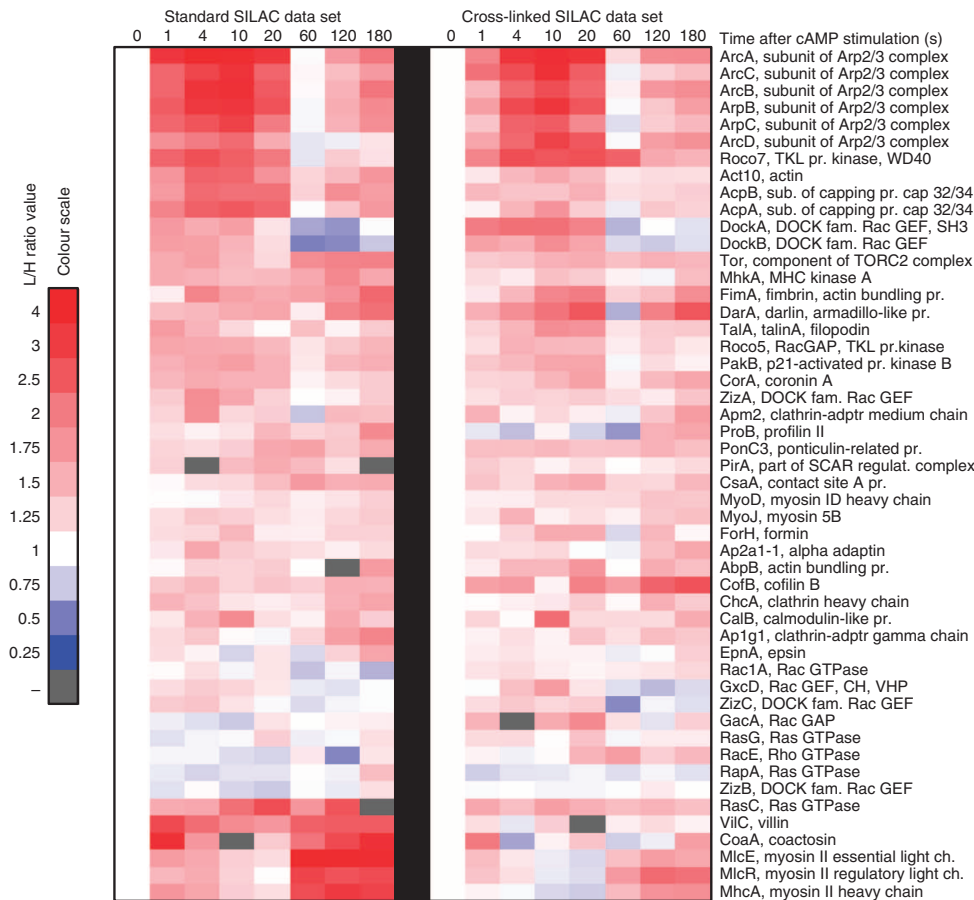 Standard SILAC data set Cross-linked SILAC data set
0 1 4 10 20 60 120 180 0 1 4 10 20 60 120 180 Time after cAMP stimulation (s)
ArcA, subunit of Arp2/3 complex
ArcC, subunit of Arp2/3 complex
ArcB, subunit of Arp2/3 complex
ArpB, subunit of Arp2/3 complex
ArpC, subunit of Arp2/3 complex
ArcD, subunit of Arp2/3 complex
Roco7, TKL pr. kinase, WD40
Act10, actin
AcpB, sub. of capping pr. cap 32/34
AcpA, sub. of capping pr. cap 32/34
DockA, DOCK fam. Rac GEF, SH3
DockB, DOCK fam. Rac GEF
Tor, component of TORC2 complex
MhkA, MHC kinase A
FimA, fimbrin, actin bundling pr.
DarA, darlin, armadillo-like pr.
TalA, talinA, filopodin
Roco5, RacGAP, TKL pr.kinase
PakB, p21-activated pr. kinase B
CorA, coronin A
ZizA, DOCK fam. Rac GEF
Apm2, clathrin-adptr medium chain
ProB, profilin II
PonC3, ponticulin-related pr.
PirA, part of SCAR regulat. complex
CsaA, contact site A pr.
MyoD, myosin ID heavy chain
MyoJ, myosin 5B
ForH, formin
Ap2a1-1, alpha adaptin
AbpB, actin bundling pr.
CofB, cofilin B
ChcA, clathrin heavy chain
CalB, calmodulin-like pr.
Ap1g1, clathrin-adptr gamma chain
EpnA, epsin
Rac1A, Rac GTPase
GxcD, Rac GEF, CH, VHP
ZizC, DOCK fam. Rac GEF
GacA, Rac GAP
RasG, Ras GTPase
RacE, Rho GTPase
RapA, Ras GTPase
ZizB, DOCK fam. Rac GEF
RasC, Ras GTPase
VilC, villin
CoaA, coactosin
MlcE, myosin II essential light ch.
MlcR, myosin II regulatory light ch.
MhcA, myosin II heavy chain
L/H ratio value
Colour scale
4
3
2.5
2
1.75
1.5
1.25
1
0.75
0.5
0.25
–